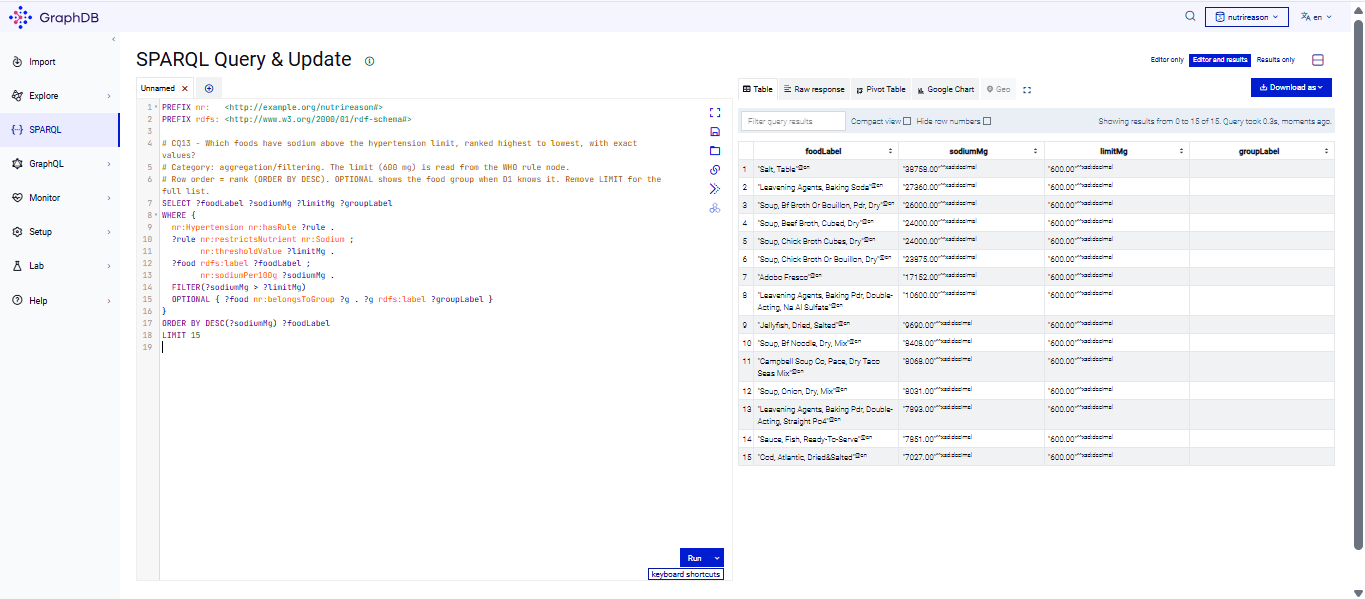 GraphDB
nutrireason
en
Import
Explore
SPARQL
GraphQL
Monitor
Setup
Lab
Help
SPARQL Query & Update
Editor only
Editor and results
Results only
Unnamed
1 PREFIX nr: <http://example.org/nutrireason#>
2 PREFIX rdfs: <http://www.w3.org/2000/01/rdf-schema#>
3
4 # CQ13 - Which foods have sodium above the hypertension limit, ranked highest to lowest, with exact
values?
5 # Category: aggregation/filtering. The limit (600 mg) is read from the WHO rule node.
6 # Row order = rank (ORDER BY DESC). OPTIONAL shows the food group when D1 knows it. Remove LIMIT for the
full list.
7 SELECT ?foodLabel ?sodiumMg ?limitMg ?groupLabel
8 WHERE {
9 nr:Hypertension nr:hasRule ?rule .
10 ?rule nr:restrictsNutrient nr:Sodium ;
11 nr:thresholdValue ?limitMg .
12 ?food rdfs:label ?foodLabel ;
13 nr:sodiumPer100g ?sodiumMg .
14 FILTER(?sodiumMg > ?limitMg)
15 OPTIONAL { ?food nr:belongsToGroup ?g . ?g rdfs:label ?groupLabel }
16 }
17 ORDER BY DESC(?sodiumMg) ?foodLabel
18 LIMIT 15
19
Run
keyboard shortcuts
Table
Raw response
Pivot Table
Google Chart
Geo
Download as
Filter query results
Compact view
Hide row numbers
Showing results from 0 to 15 of 15. Query took 0.3s, moments ago.
foodLabel sodiumMg limitMg groupLabel
1 "Salt, Table"@en "38758.00"^^xsd:decimal "600.00"^^xsd:decimal
2 "Leavening Agents, Baking Soda"@en "27360.00"^^xsd:decimal "600.00"^^xsd:decimal
3 "Soup, Bf Broth Or Bouillon, Pdr, Dry"@en "26000.00"^^xsd:decimal "600.00"^^xsd:decimal
4 "Soup, Beef Broth, Cubed, Dry"@en "24000.00"^^xsd:decimal "600.00"^^xsd:decimal
5 "Soup, Chick Broth Cubes, Dry"@en "24000.00"^^xsd:decimal "600.00"^^xsd:decimal
6 "Soup, Chick Broth Or Bouillon, Dry"@en "23875.00"^^xsd:decimal "600.00"^^xsd:decimal
7 "Adobo Fresco"@en "17152.00"^^xsd:decimal "600.00"^^xsd:decimal
8 "Leavening Agents, Baking Pdr, Double-
Acting, Na Al Sulfate"@en "10600.00"^^xsd:decimal "600.00"^^xsd:decimal
9 "Jellyfish, Dried, Salted"@en "9690.00"^^xsd:decimal "600.00"^^xsd:decimal
10 "Soup, Bf Noodle, Dry, Mix"@en "8408.00"^^xsd:decimal "600.00"^^xsd:decimal
11 "Campbell Soup Co, Pace, Dry Taco
Seas Mix"@en "8068.00"^^xsd:decimal "600.00"^^xsd:decimal
12 "Soup, Onion, Dry, Mix"@en "8031.00"^^xsd:decimal "600.00"^^xsd:decimal
13 "Leavening Agents, Baking Pdr, Double-
Acting, Straight Po4"@en "7893.00"^^xsd:decimal "600.00"^^xsd:decimal
14 "Sauce, Fish, Ready-To-Serve"@en "7851.00"^^xsd:decimal "600.00"^^xsd:decimal
15 "Cod, Atlantic, Dried&Salted"@en "7027.00"^^xsd:decimal "600.00"^^xsd:decimal